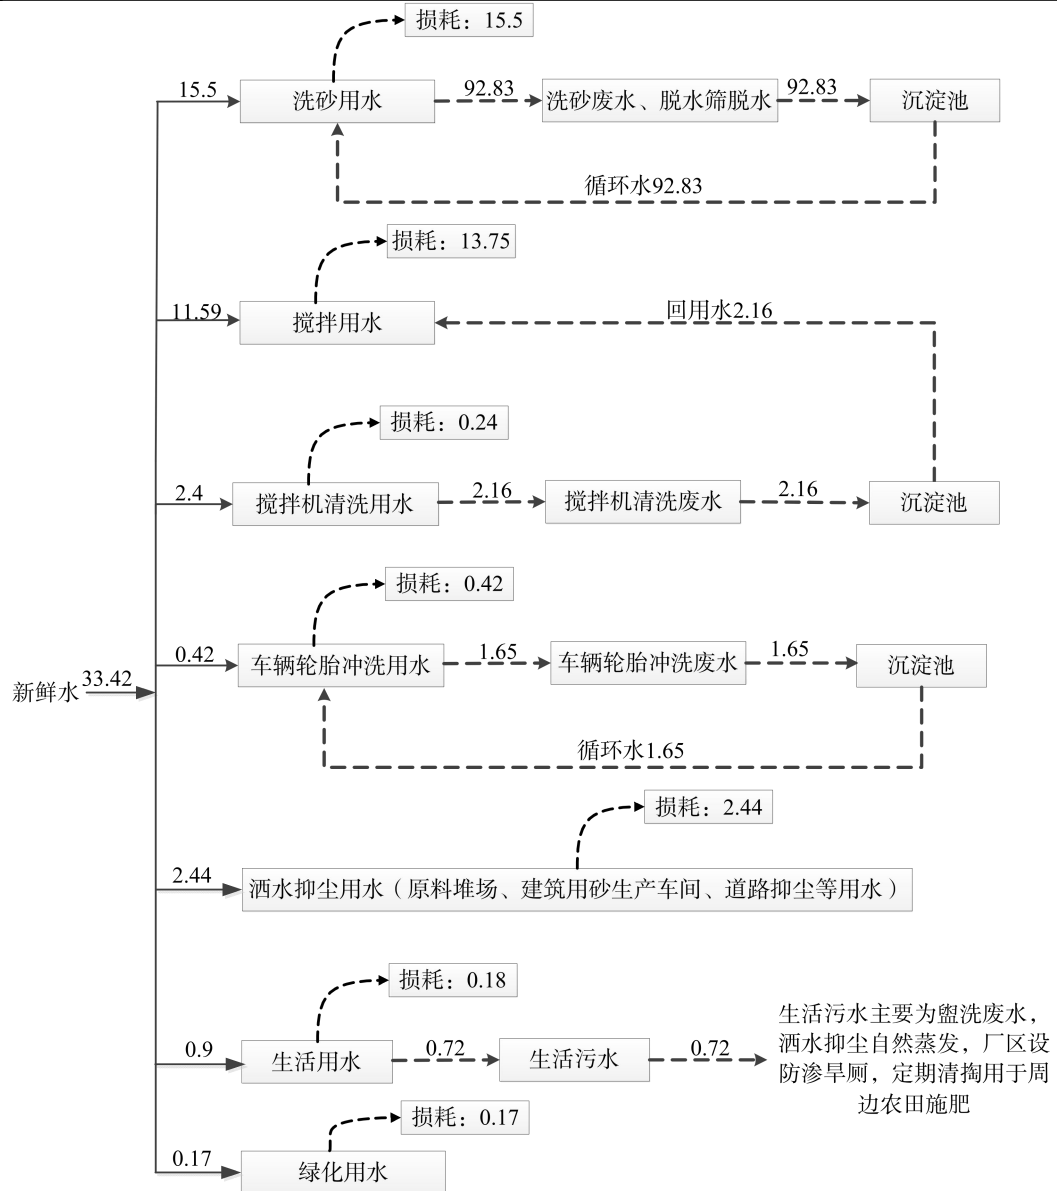 损耗：15.5
15.5
洗砂用水
92.83
洗砂废水、脱水筛脱水
92.83
沉淀池
循环水92.83
损耗：13.75
11.59
搅拌用水
回用水2.16
损耗：0.24
2.4
搅拌机清洗用水
2.16
搅拌机清洗废水
2.16
沉淀池
损耗：0.42
0.42
车辆轮胎冲洗用水
1.65
车辆轮胎冲洗废水
1.65
沉淀池
新鲜水
33.42
循环水1.65
损耗：2.44
2.44
洒水抑尘用水（原料堆场、建筑用砂生产车间、道路抑尘等用水）
损耗：0.18
0.9
生活用水
0.72
生活污水
0.72
生活污水主要为盥洗废水，
洒水抑尘自然蒸发，厂区设
防渗旱厕，定期清掏用于周
边农田施肥
损耗：0.17
0.17
绿化用水